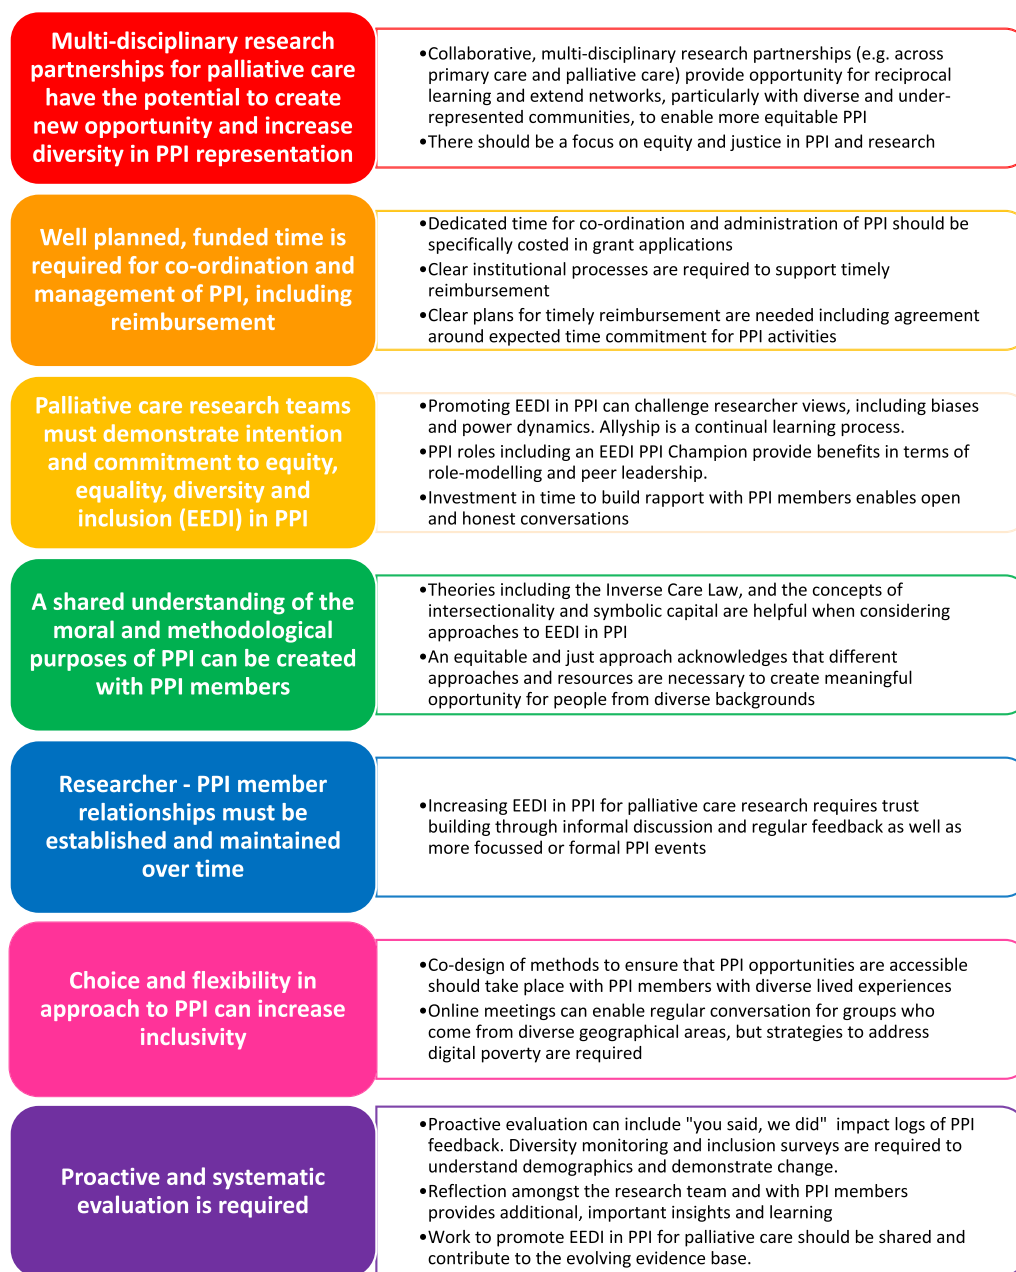 Multi-disciplinary research
partnerships for palliative care
have the potential to create
new opportunity and increase
diversity in PPI representation
•Collaborative, multi-disciplinary research partnerships (e.g. across
primary care and palliative care) provide opportunity for reciprocal
learning and extend networks, particularly with diverse and under-
represented communities, to enable more equitable PPI
•There should be a focus on equity and justice in PPI and research
Well planned, funded time is
required for co-ordination and
management of PPI, including
reimbursement
•Dedicated time for co-ordination and administration of PPI should be
specifically costed in grant applications
•Clear institutional processes are required to support timely
reimbursement
•Clear plans for timely reimbursement are needed including agreement
around expected time commitment for PPI activities
Palliative care research teams
must demonstrate intention
and commitment to equity,
equality, diversity and
inclusion (EEDI) in PPI
•Promoting EEDI in PPI can challenge researcher views, including biases
and power dynamics. Allyship is a continual learning process.
•PPI roles including an EEDI PPI Champion provide benefits in terms of
role-modelling and peer leadership.
•Investment in time to build rapport with PPI members enables open
and honest conversations
A shared understanding of the
moral and methodological
purposes of PPI can be created
with PPI members
•Theories including the Inverse Care Law, and the concepts of
intersectionality and symbolic capital are helpful when considering
approaches to EEDI in PPI
•An equitable and just approach acknowledges that different
approaches and resources are necessary to create meaningful
opportunity for people from diverse backgrounds
Researcher - PPI member
relationships must be
established and maintained
over time
•Increasing EEDI in PPI for palliative care research requires trust
building through informal discussion and regular feedback as well as
more focussed or formal PPI events
Choice and flexibility in
approach to PPI can increase
inclusivity
•Co-design of methods to ensure that PPI opportunities are accessible
should take place with PPI members with diverse lived experiences
•Online meetings can enable regular conversation for groups who
come from diverse geographical areas, but strategies to address
digital poverty are required
Proactive and systematic
evaluation is required
•Proactive evaluation can include "you said, we did"  impact logs of PPI
feedback. Diversity monitoring and inclusion surveys are required to
understand demographics and demonstrate change.
•Reflection amongst the research team and with PPI members
provides additional, important insights and learning
•Work to promote EEDI in PPI for palliative care should be shared and
contribute to the evolving evidence base.